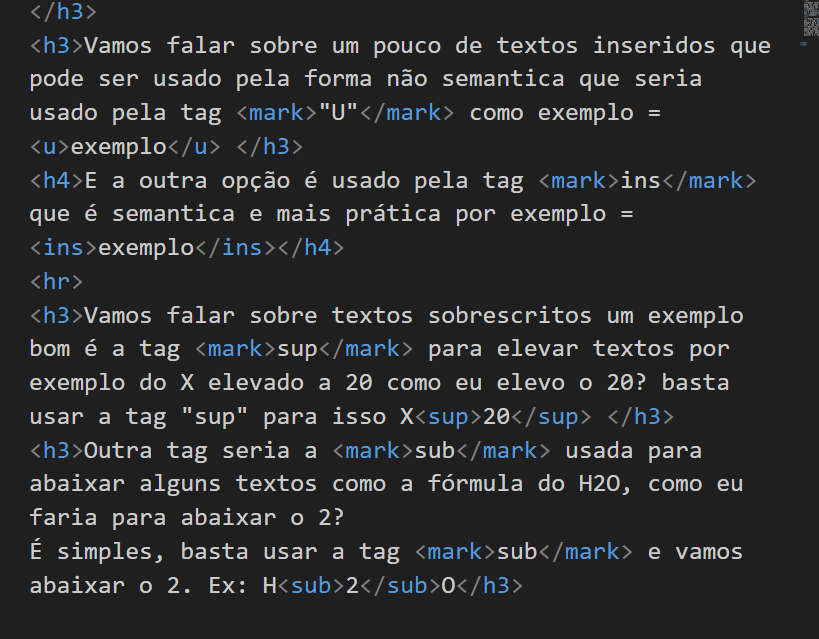 </h3>
<h3>Vamos falar sobre um pouco de textos inseridos que
pode ser usado pela forma não semantica que seria
usado pela tag <mark>"U"</mark> como exemplo =
<u>exemplo</u> </h3>
<h4>E a outra opção é usado pela tag <mark>ins</mark>
que é semantica e mais prática por exemplo =
<ins>exemplo</ins></h4>
<hr>
<h3>Vamos falar sobre textos sobrescritos um exemplo
bom é a tag <mark>sup</mark> para elevar textos por
exemplo do X elevado a 20 como eu elevo o 20? basta
usar a tag "sup" para isso X<sup>20</sup> </h3>
<h3>Outra tag seria a <mark>sub</mark> usada para
abaixar alguns textos como a fórmula do H2O, como eu
faria para abaixar o 2?
É simples, basta usar a tag <mark>sub</mark> e vamos
abaixar o 2. Ex: H<sub>2</sub>O</h3>